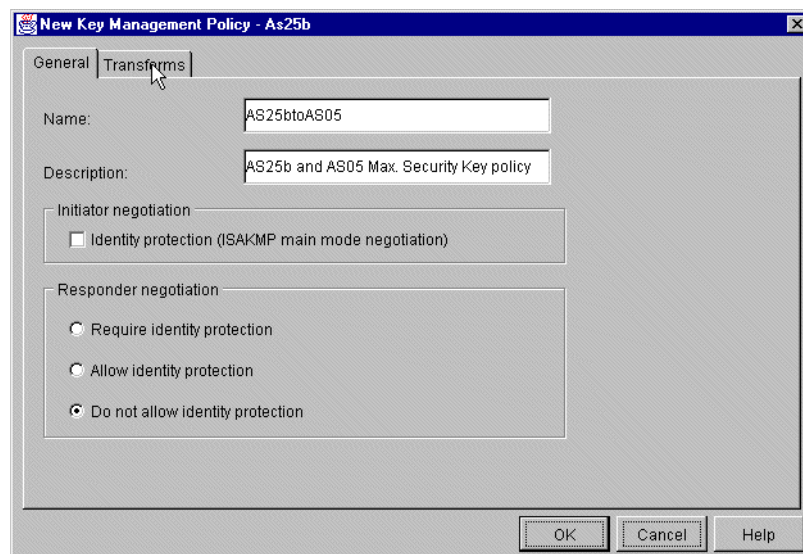 New Key Management Policy - As25b
General
Transforms
Name:
AS25btoAS05
Description:
AS25b and AS05 Max. Security Key policy
Initiator negotiation
Identity protection (ISAKMP main mode negotiation)
Responder negotiation
Require identity protection
Allow identity protection
Do not allow identity protection
OK
Cancel
Help